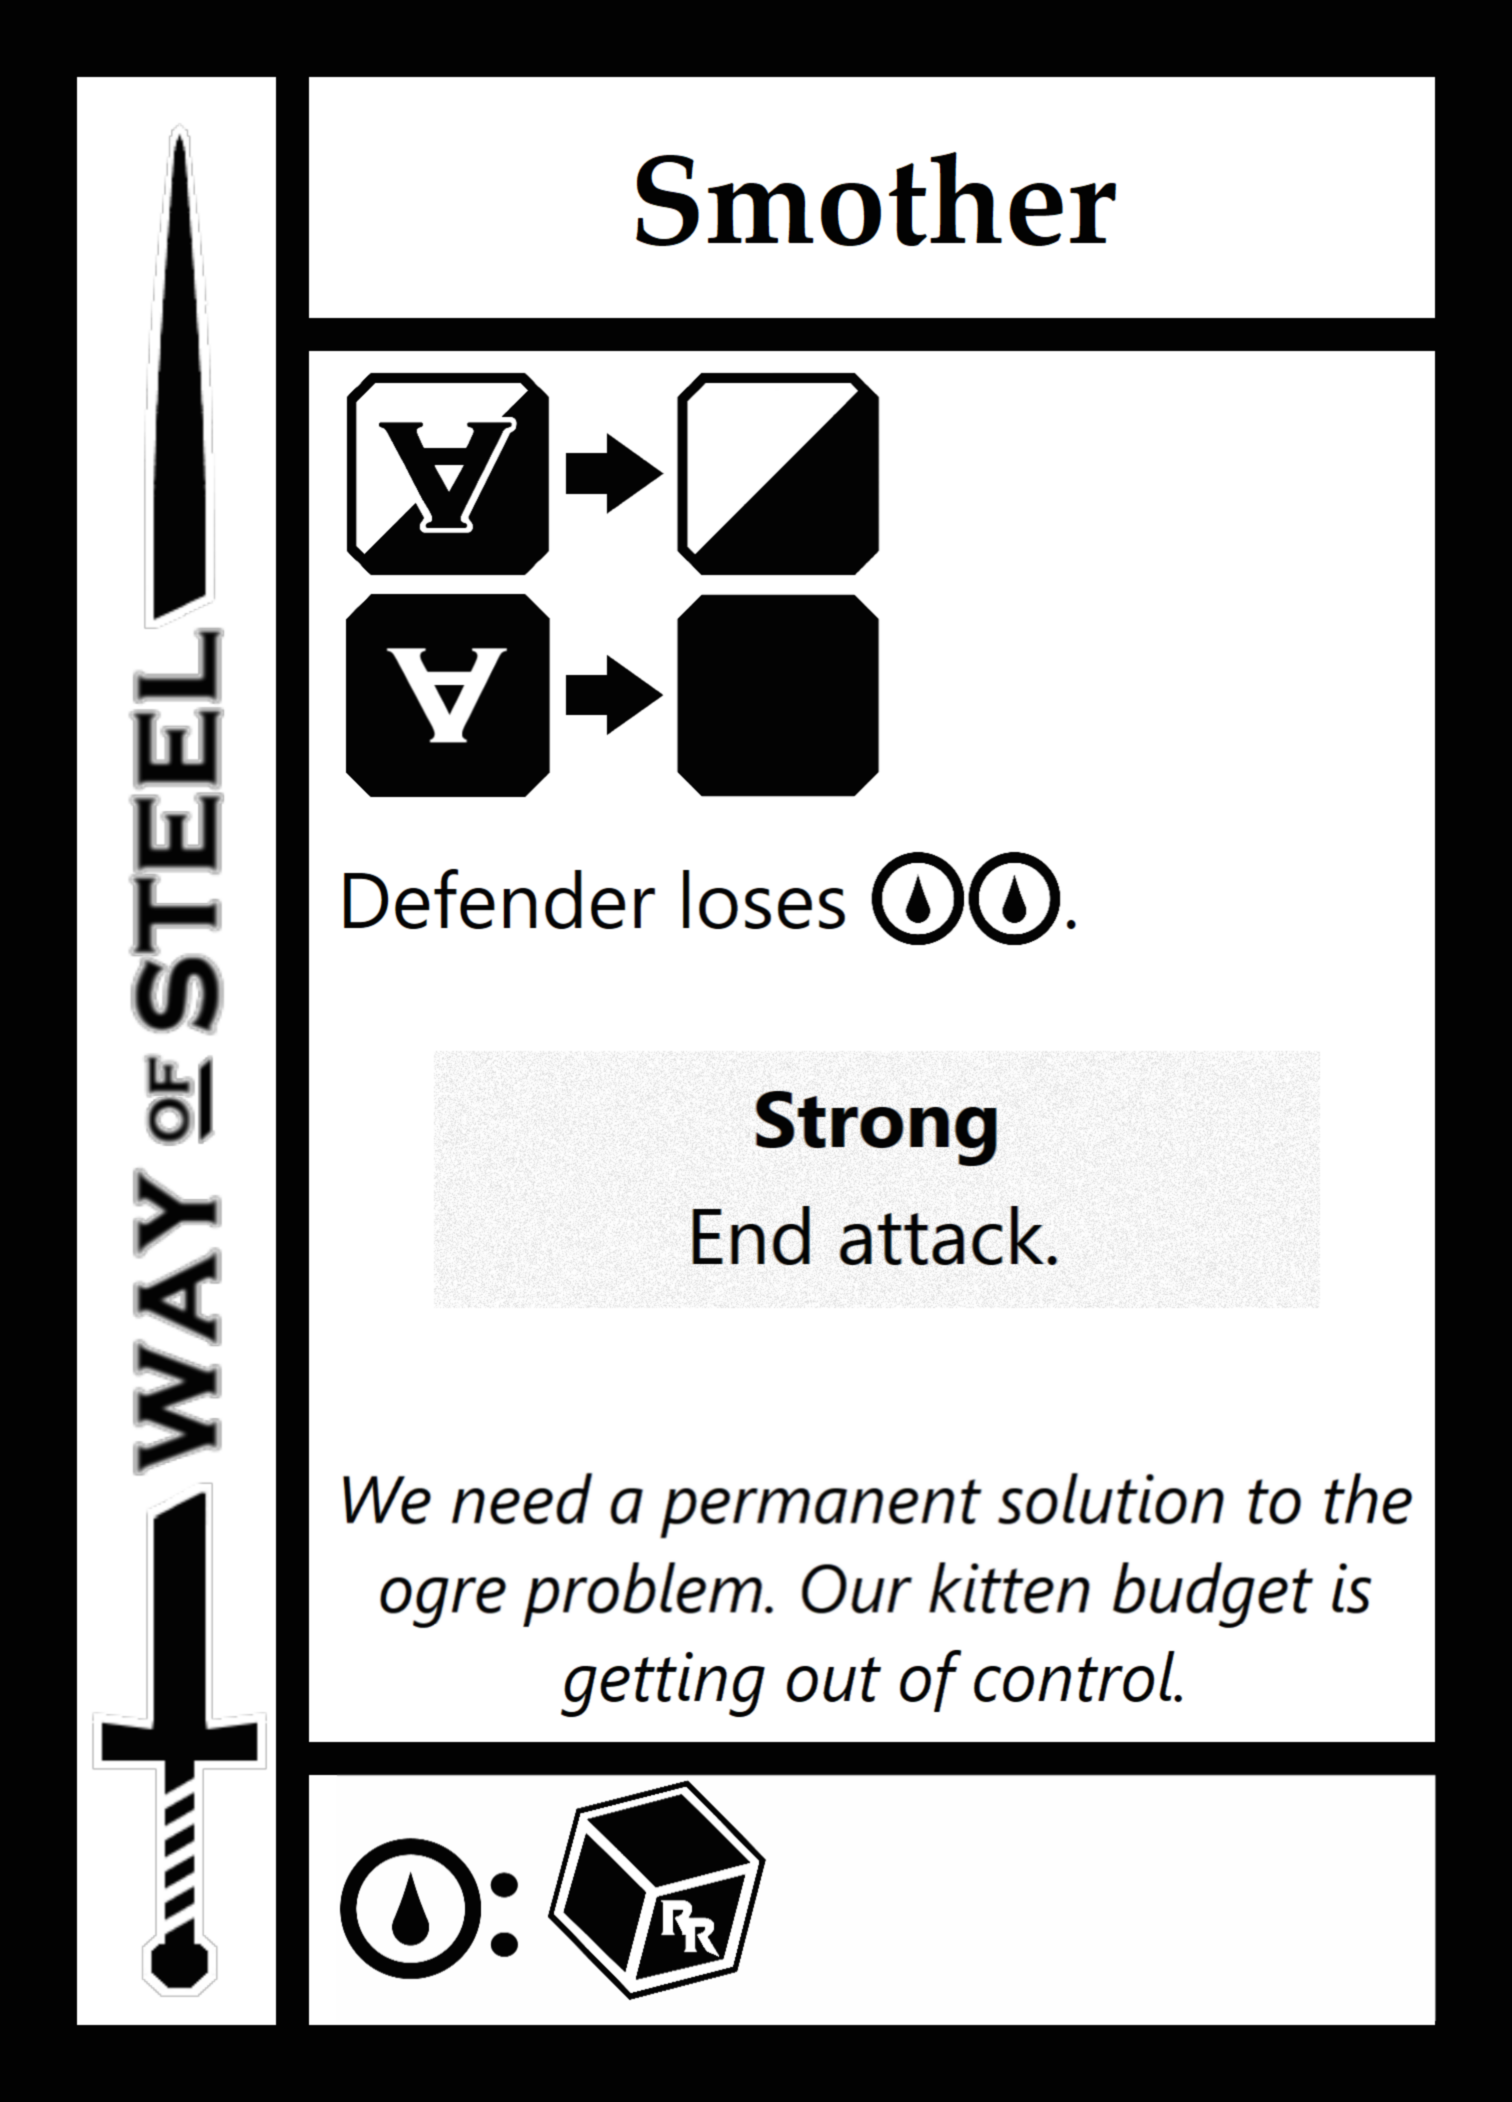 Smother
∀
∀
Defender loses .
Strong
End attack.
We need a permanent solution to the
ogre problem. Our kitten budget is
getting out of control.
:
RR
WAY OF STEEL